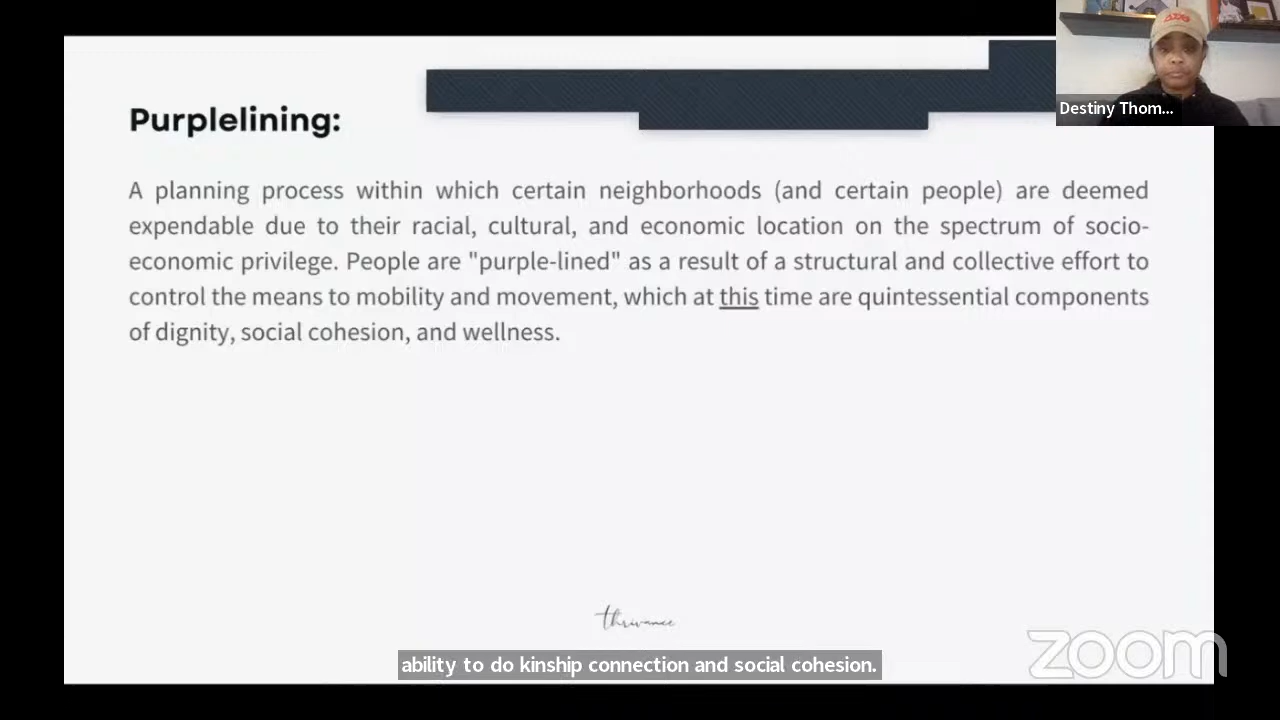 Purplelining:
A planning process within which certain neighborhoods (and certain people) are deemed
expendable due to their racial, cultural, and economic location on the spectrum of socio-
economic privilege. People are "purple-lined" as a result of a structural and collective effort to
control the means to mobility and movement, which at this time are quintessential components
of dignity, social cohesion, and wellness.
Destiny Thom...
thrivance
ability to do kinship connection and social cohesion.
zoom